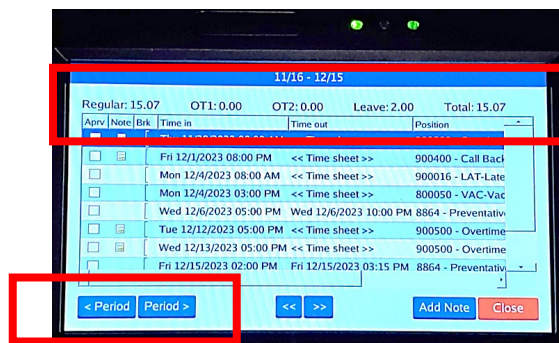 11/16 - 12/15
Regular: 15.07 OT1: 0.00 OT2: 0.00 Leave: 2.00 Total: 15.07
Aprv Note Brk Time in Time out Position
Fri 12/1/2023 08:00 PM << Time sheet >> 900400 - Call Back
Mon 12/4/2023 08:00 AM << Time sheet >> 900016 - LAT-Late
Mon 12/4/2023 03:00 PM << Time sheet >> 800050 - VAC-Vac
Wed 12/6/2023 05:00 PM Wed 12/6/2023 10:00 PM 8864 - Preventativ
Tue 12/12/2023 05:00 PM << Time sheet >> 900500 - Overtime
Wed 12/13/2023 05:00 PM << Time sheet >> 900500 - Overtime
Fri 12/15/2023 02:00 PM Fri 12/15/2023 03:15 PM 8864 - Preventativ
< Period Period > << >> Add Note Close